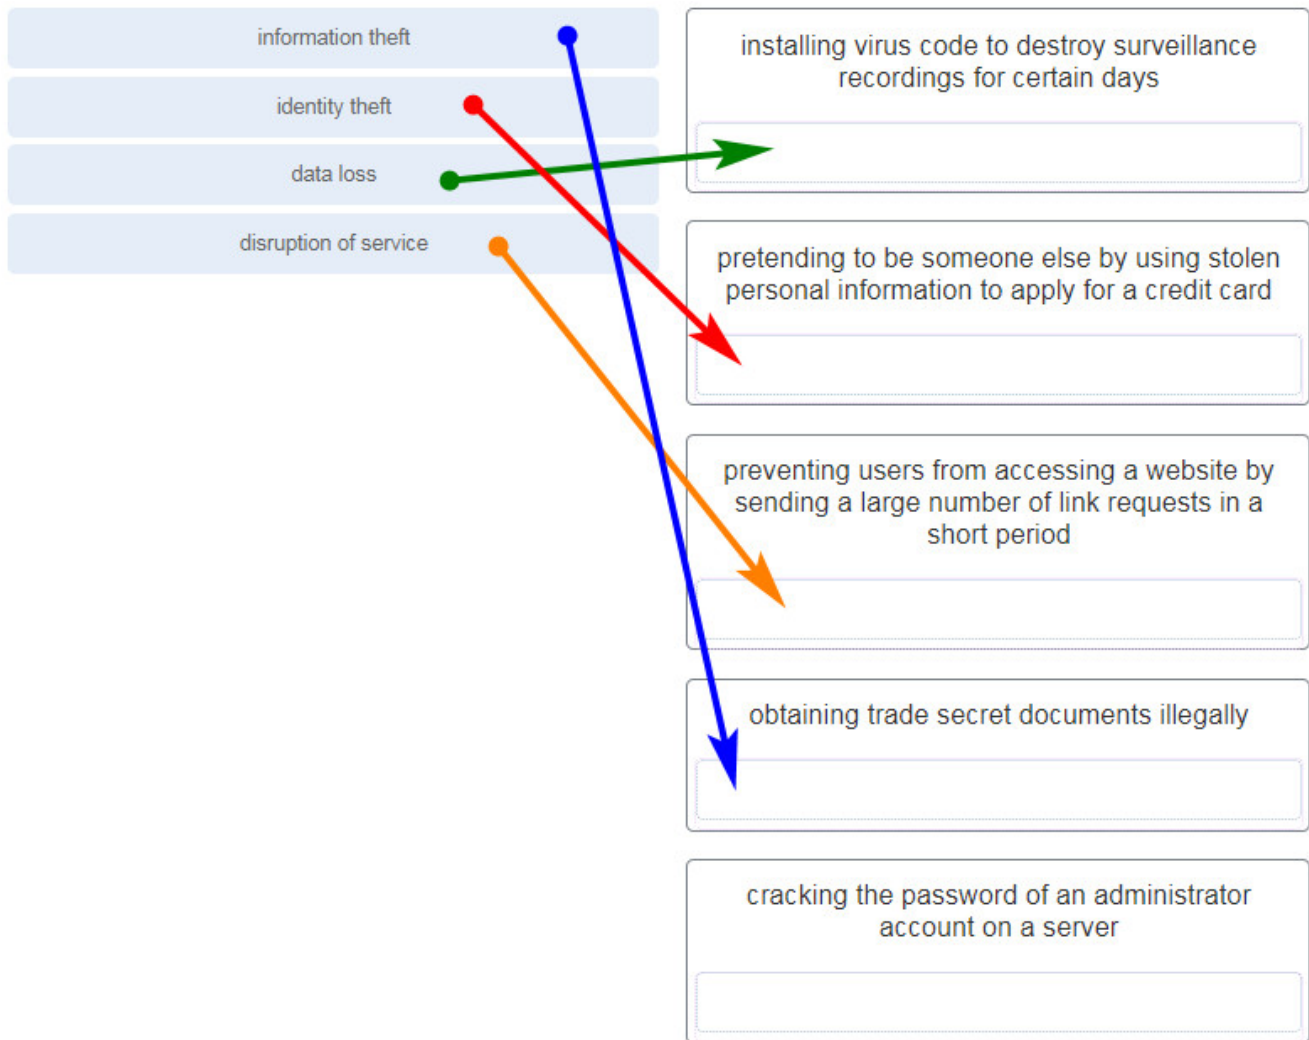 information theft
identity theft
data loss
disruption of service
installing virus code to destroy surveillance
recordings for certain days
pretending to be someone else by using stolen
personal information to apply for a credit card
preventing users from accessing a website by
sending a large number of link requests in a
short period
obtaining trade secret documents illegally
cracking the password of an administrator
account on a server